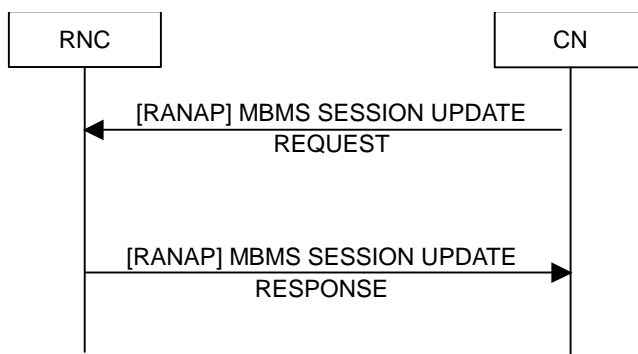 RNC
CN
[RANAP] MBMS SESSION UPDATE
REQUEST
[RANAP] MBMS SESSION UPDATE
RESPONSE